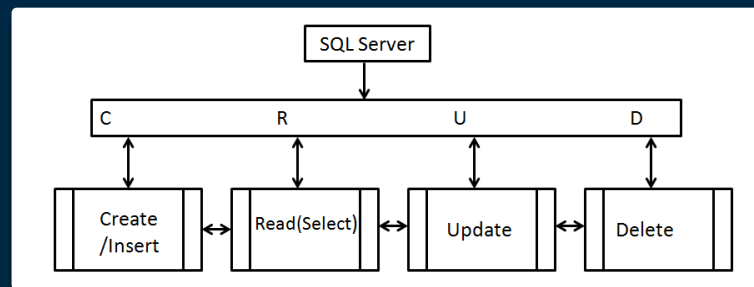 SQL Server
C R U D
Create
/Insert
Read(Select)
Update
Delete